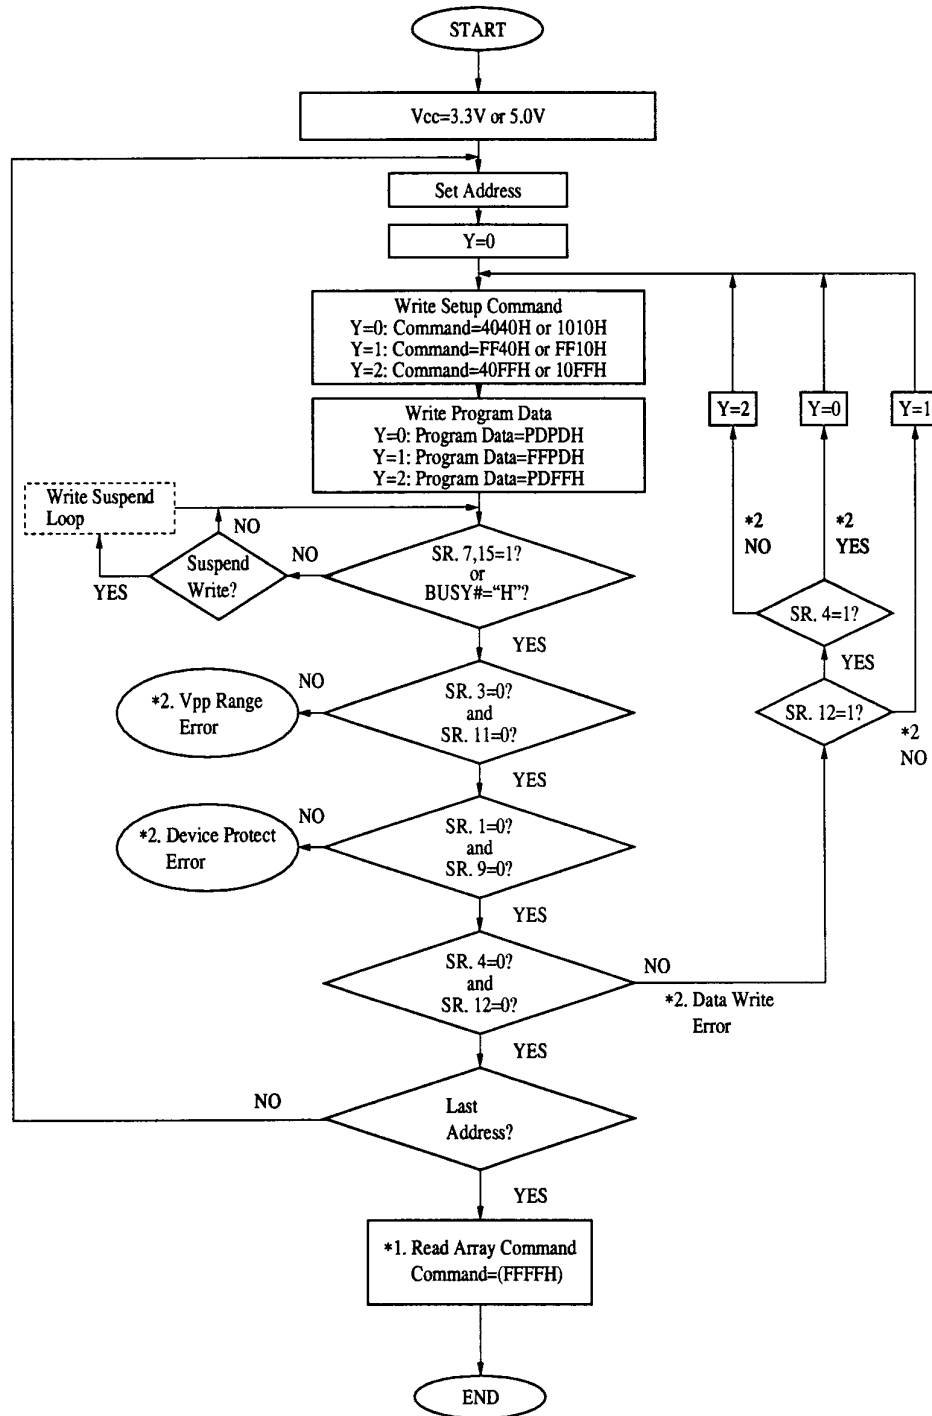 START
Vcc=3.3V or 5.0V
Set Address
Y=0
Write Setup Command
Y=0: Command=4040H or 1010H
Y=1: Command=FF40H or FF10H
Y=2: Command=40FFH or 10FFH
Y=2
Y=0
Y=1
Write Program Data
Y=0: Program Data=PDPDH
Y=1: Program Data=FFPDH
Y=2: Program Data=PDFFH
Write Suspend
Loop
NO
YES
Suspend
Write?
NO
SR. 7,15=1?
or
BUSY#="H"?
YES
*2
NO
*2
YES
SR. 4=1?
YES
SR. 12=1?
*2
NO
*2. Vpp Range
Error
NO
SR. 3=0?
and
SR. 11=0?
YES
*2. Device Protect
Error
NO
SR. 1=0?
and
SR. 9=0?
YES
SR. 4=0?
and
SR. 12=0?
NO
*2. Data Write
Error
YES
NO
Last
Address?
YES
*1. Read Array Command
Command=(FFFFH)
END